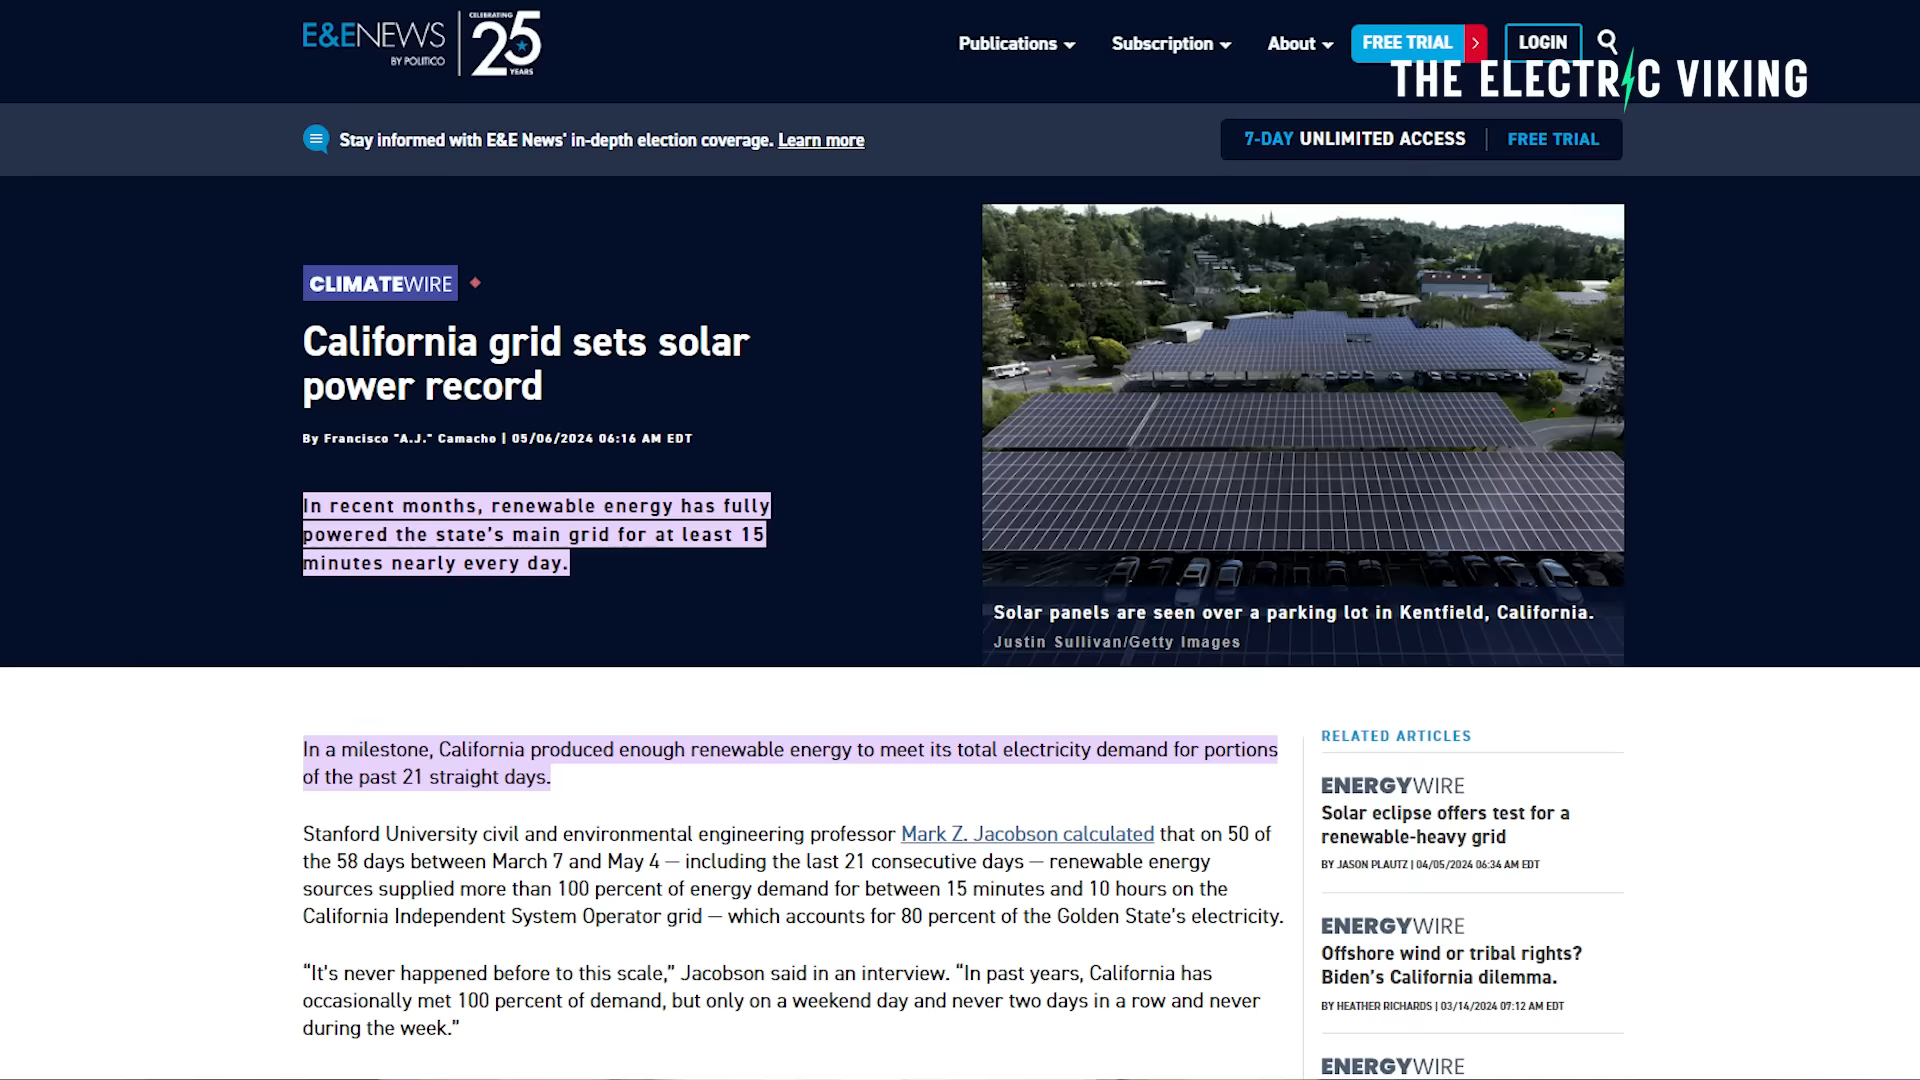 E&ENEWS
BY POLITICO
CELEBRATING
25
YEARS
Publications
Subscription
About
FREE TRIAL
LOGIN
THE ELECTRIC VIKING
Stay informed with E&E News' in-depth election coverage. Learn more
7-DAY UNLIMITED ACCESS
FREE TRIAL
CLIMATEWIRE
California grid sets solar
power record
By Francisco "A.J." Camacho | 05/06/2024 06:16 AM EDT
In recent months, renewable energy has fully
powered the state’s main grid for at least 15
minutes nearly every day.
Solar panels are seen over a parking lot in Kentfield, California.
Justin Sullivan/Getty Images
In a milestone, California produced enough renewable energy to meet its total electricity demand for portions
of the past 21 straight days.
Stanford University civil and environmental engineering professor Mark Z. Jacobson calculated that on 50 of
the 58 days between March 7 and May 4 — including the last 21 consecutive days — renewable energy
sources supplied more than 100 percent of energy demand for between 15 minutes and 10 hours on the
California Independent System Operator grid — which accounts for 80 percent of the Golden State’s electricity.
“It’s never happened before to this scale,” Jacobson said in an interview. “In past years, California has
occasionally met 100 percent of demand, but only on a weekend day and never two days in a row and never
during the week.”
RELATED ARTICLES
ENERGYWIRE
Solar eclipse offers test for a
renewable-heavy grid
BY JASON PLAUTZ | 04/05/2024 06:34 AM EDT
ENERGYWIRE
Offshore wind or tribal rights?
Biden’s California dilemma.
BY HEATHER RICHARDS | 03/14/2024 07:12 AM EDT
ENERGYWIRE